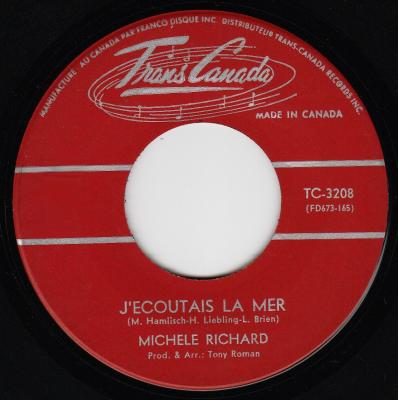 MANUFACTURE AU CANADA PAR FRANCO DISQUE INC. DISTRIBUTEUR TRANS-CANADA RECORDS INC.
Trans Canada
MADE IN CANADA
TC-3208
(FD673-165)
J'ECOUTAIS LA MER
(M. Hamlisch-H. Liebling-L. Brien)
MICHELE RICHARD
Prod. & Arr.: Tony Roman